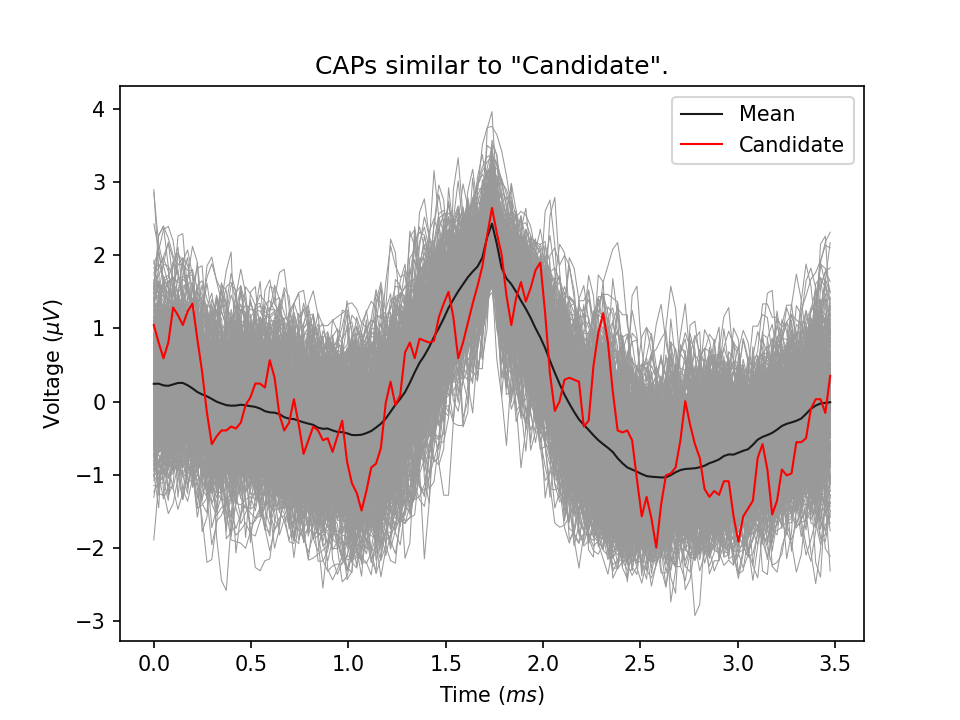 CAPs similar to "Candidate".
Mean
Candidate
4
3
2
1
0
−1
−2
−3
Voltage (μV)
0.0 0.5 1.0 1.5 2.0 2.5 3.0 3.5
Time (ms)